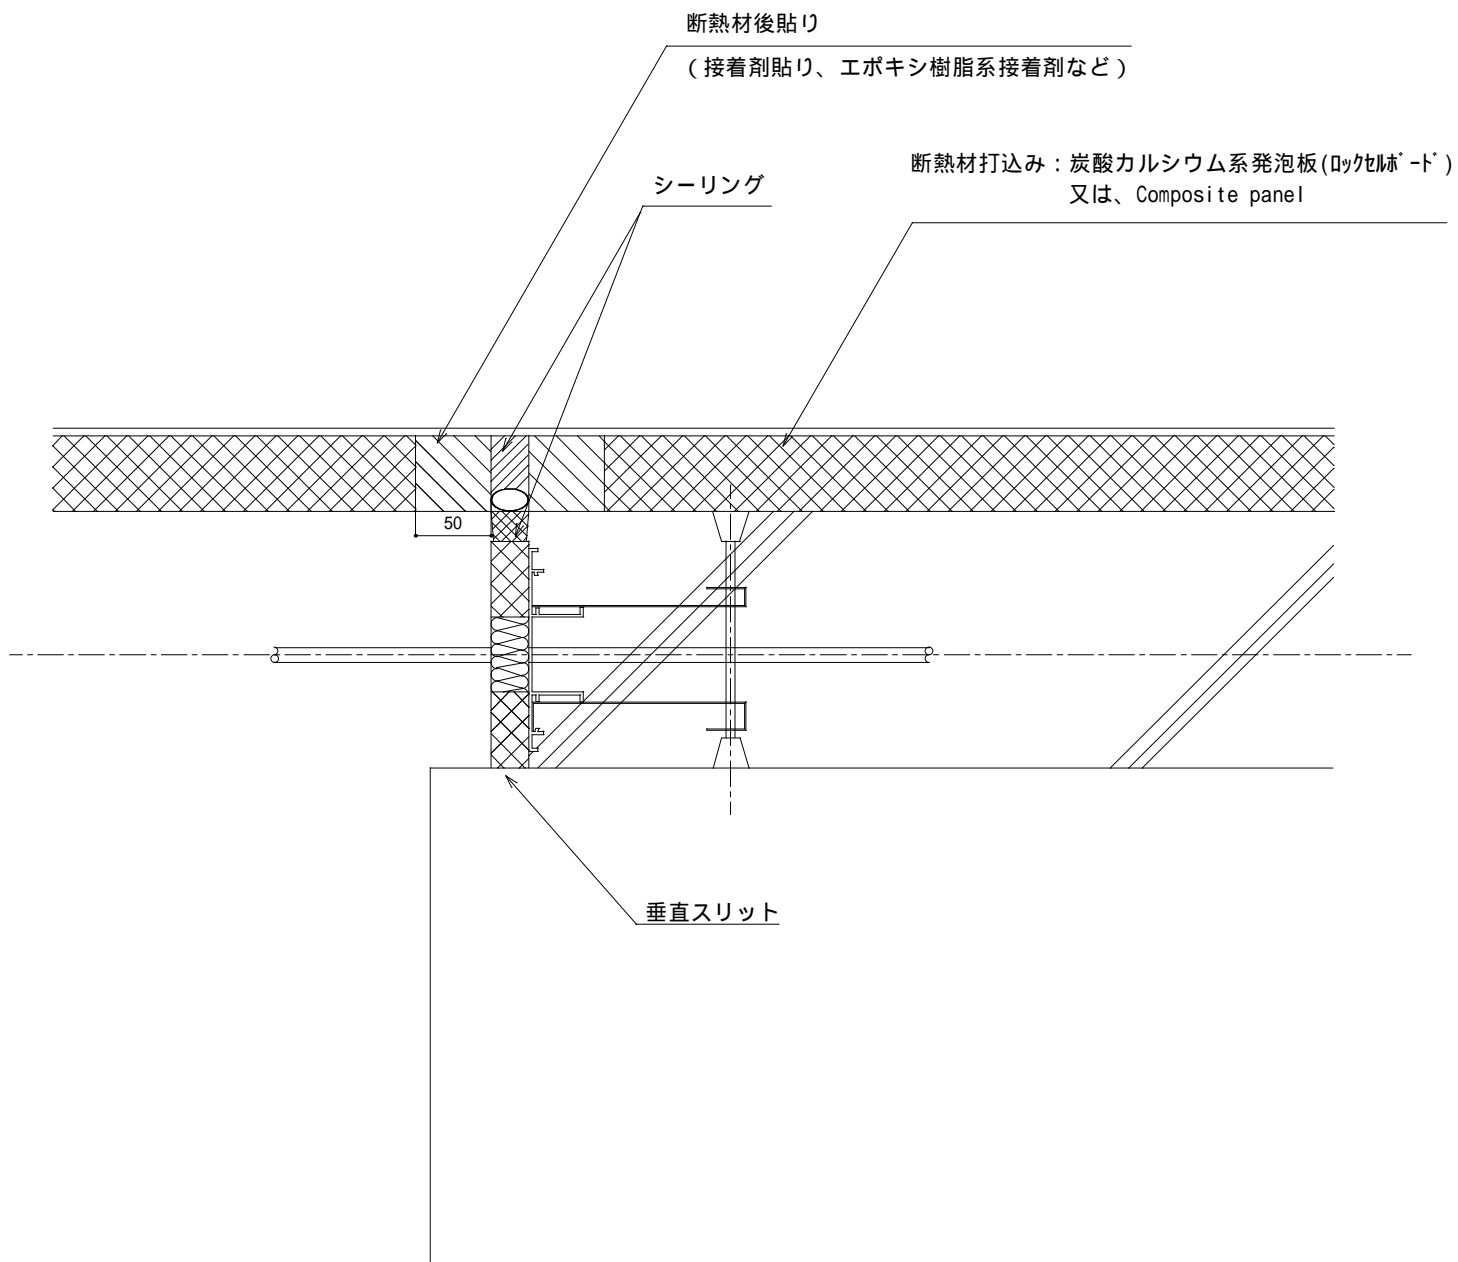 断熱材後貼り
(接着剤貼り、エポキシ樹脂系接着剤など)
断熱材打込み:炭酸カルシウム系発泡板(ﾛｯｸｾﾙﾎﾞｰﾄﾞ)
又は、Composite panel
シーリング
50
垂直スリット